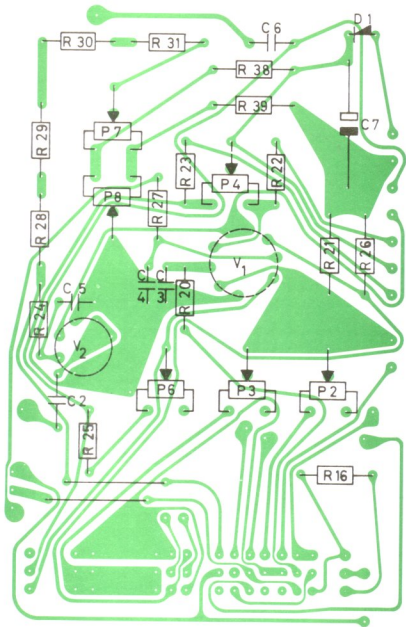 C 6
D 1
R 30
R 31
R 38
R 39
C 7
P 7
R 29
R 23
R 22
P 4
P 8
R 27
R 28
R 21
R 26
V1
C 4
C 3
R 20
C 5
R 24
V2
P 6
P 3
P 2
C 2
R 25
R 16